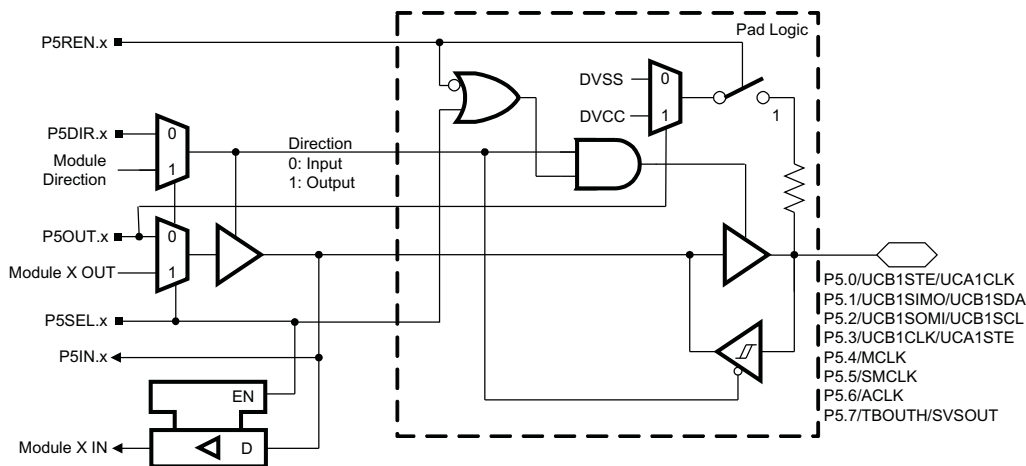 Pad Logic
P5REN.x
DVSS
0
DVCC
1
1
P5DIR.x
0
Module
Direction
1
Direction
0: Input
1: Output
P5OUT.x
0
Module X OUT
1
P5SEL.x
P5IN.x
EN
Module X IN
D
P5.0/UCB1STE/UCA1CLK
P5.1/UCB1SIMO/UCB1SDA
P5.2/UCB1SOMI/UCB1SCL
P5.3/UCB1CLK/UCA1STE
P5.4/MCLK
P5.5/SMCLK
P5.6/ACLK
P5.7/TBOUTH/SVSOUT